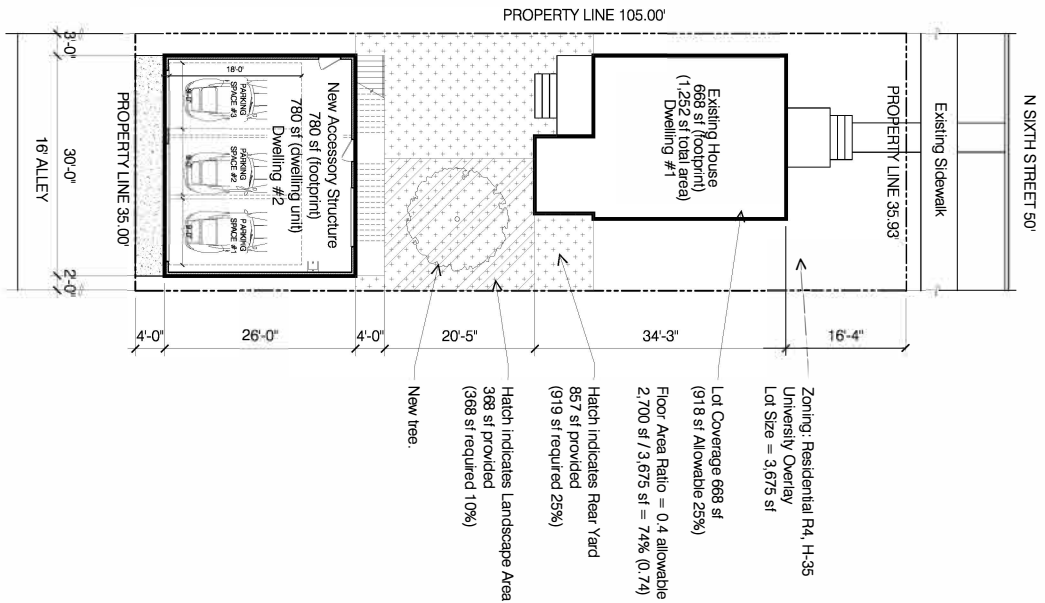 PROPERTY LINE 105.00'
N SIXTH STREET 50'
Existing Sidewalk
PROPERTY LINE 35.93'
Existing House
668 sf (footprint)
(1,252 sf total area)
Dwelling #1
New Accessory Structure
780 sf (footprint)
780 sf (dwelling unit)
Dwelling #2
18'-0"
PARKING
SPACE #3
PARKING
SPACE #2
PARKING
SPACE #1
PROPERTY LINE 35.00'
16' ALLEY
3'-0"
30'-0"
2'-0"
4'-0"
26'-0"
4'-0"
20'-5"
34'-3"
16'-4"
Zoning: Residential R4, H-35
University Overlay
Lot Size = 3,675 sf
Lot Coverage 668 sf
(918 sf Allowable 25%)
Floor Area Ratio = 0.4 allowable
2,700 sf / 3,675 sf = 74% (0.74)
Hatch indicates Rear Yard
857 sf provided
(919 sf required 25%)
Hatch indicates Landscape Area
368 sf provided
(368 sf required 10%)
New tree.